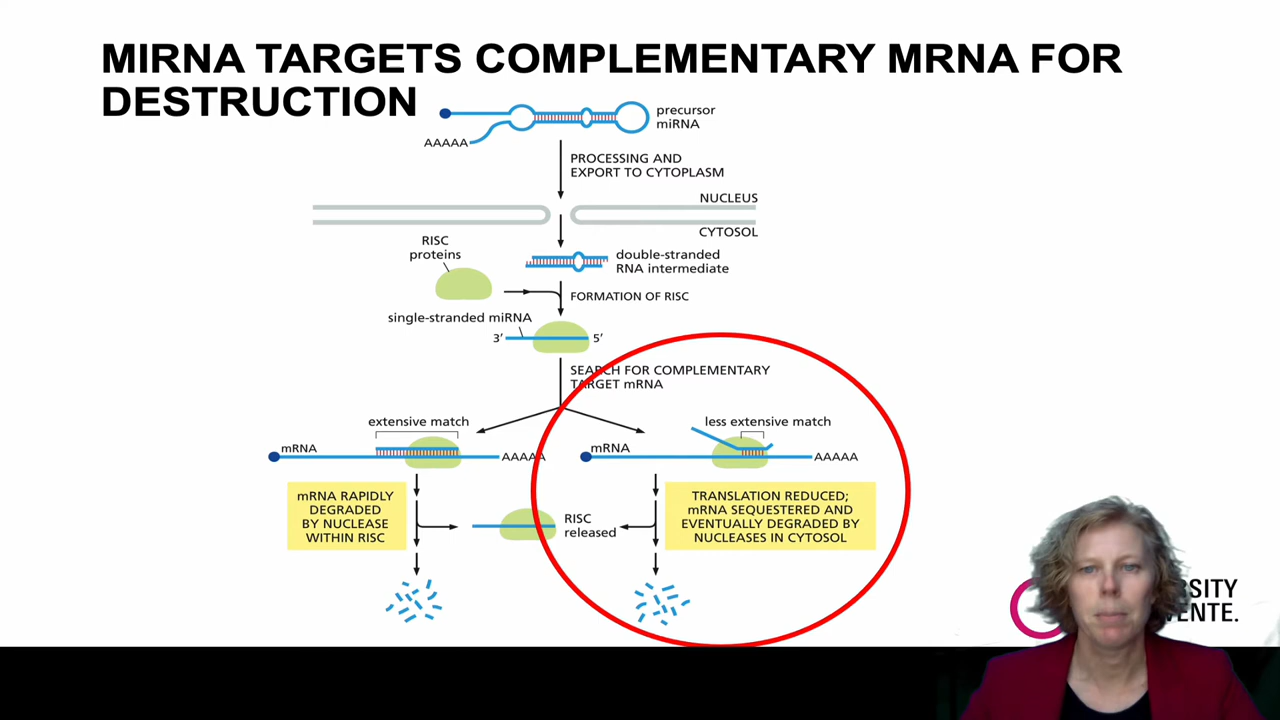 MIRNA TARGETS COMPLEMENTARY MRNA FOR
DESTRUCTION
precursor
miRNA
AAAAA
PROCESSING AND
EXPORT TO CYTOPLASM
NUCLEUS
CYTOSOL
RISC
proteins
double-stranded
RNA intermediate
FORMATION OF RISC
single-stranded miRNA
3’
5’
SEARCH FOR COMPLEMENTARY
TARGET mRNA
extensive match
less extensive match
mRNA
AAAAA
mRNA
AAAAA
mRNA RAPIDLY
DEGRADED
BY NUCLEASE
WITHIN RISC
RISC
released
TRANSLATION REDUCED;
mRNA SEQUESTERED AND
EVENTUALLY DEGRADED BY
NUCLEASES IN CYTOSOL